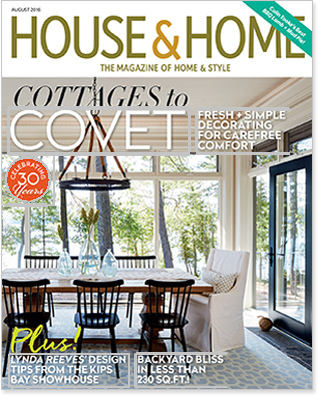 AUGUST 2016
HOUSE & HOME
THE MAGAZINE OF HOME & STYLE
COTTAGES to
COVET
FRESH + SIMPLE
DECORATING
FOR CAREFREE
COMFORT
CELEBRATING
30
Years
Plus!
LYNDA REEVES' DESIGN
TIPS FROM THE KIPS
BAY SHOWHOUSE
BACKYARD BLISS
IN LESS THAN
230 SQ.FT.!